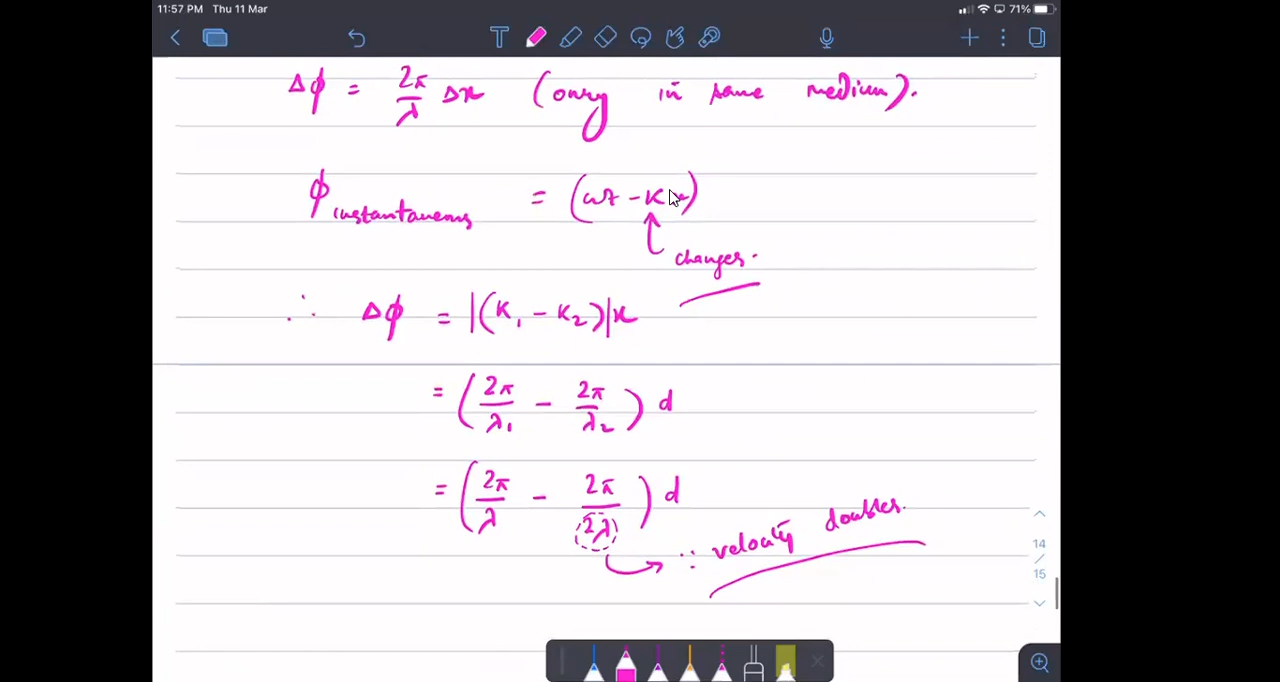 11:57 PM Thu 11 Mar 71%
T
Δφ = 2π/λ Δx (only in same medium).
φ instantaneous = (ωt - Kx)
changes.
∴ Δφ = |(K₁ - K₂)|x
= (2π/λ₁ - 2π/λ₂) d
= (2π/λ - 2π/2λ) d
∵ velocity doubles.
14
/
15